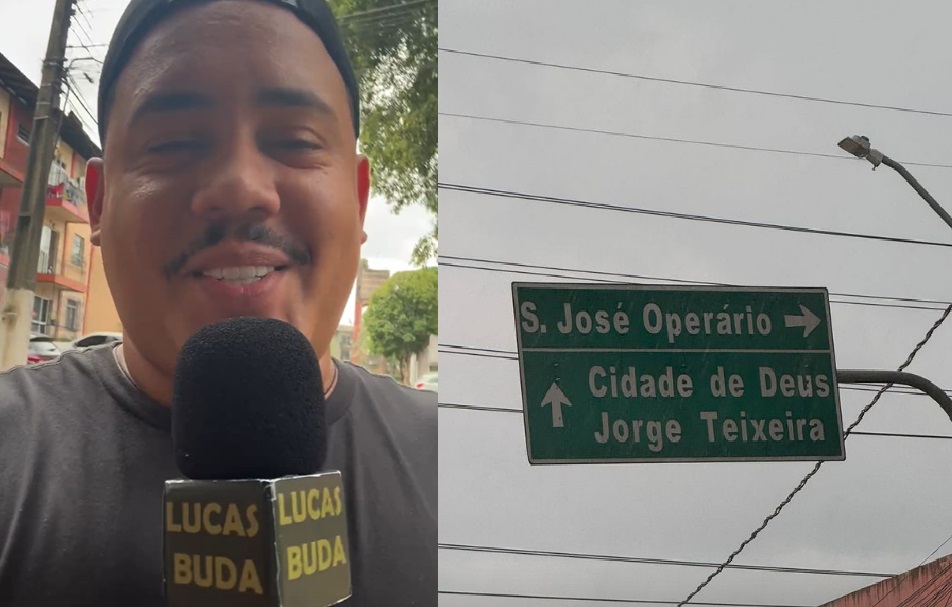 LUCAS
BUDA
LUCAS
BUDA
S. José Operário
Cidade de Deus
Jorge Teixeira